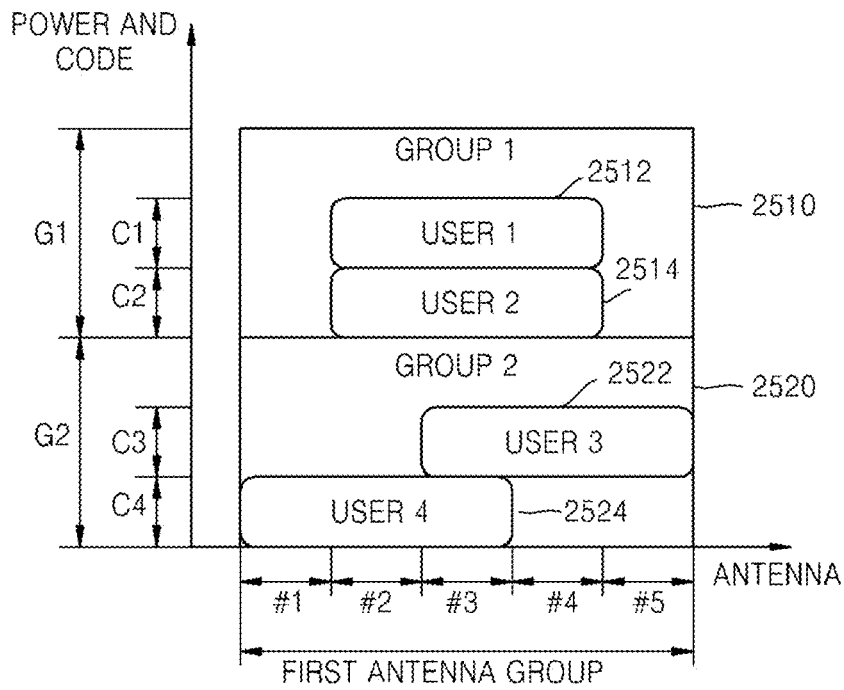 POWER AND
CODE
GROUP 1
2512
2510
G1
C1
USER 1
2514
C2
USER 2
GROUP 2
2522
2520
G2
C3
USER 3
C4
USER 4
2524
ANTENNA
#1 #2 #3 #4 #5
FIRST ANTENNA GROUP